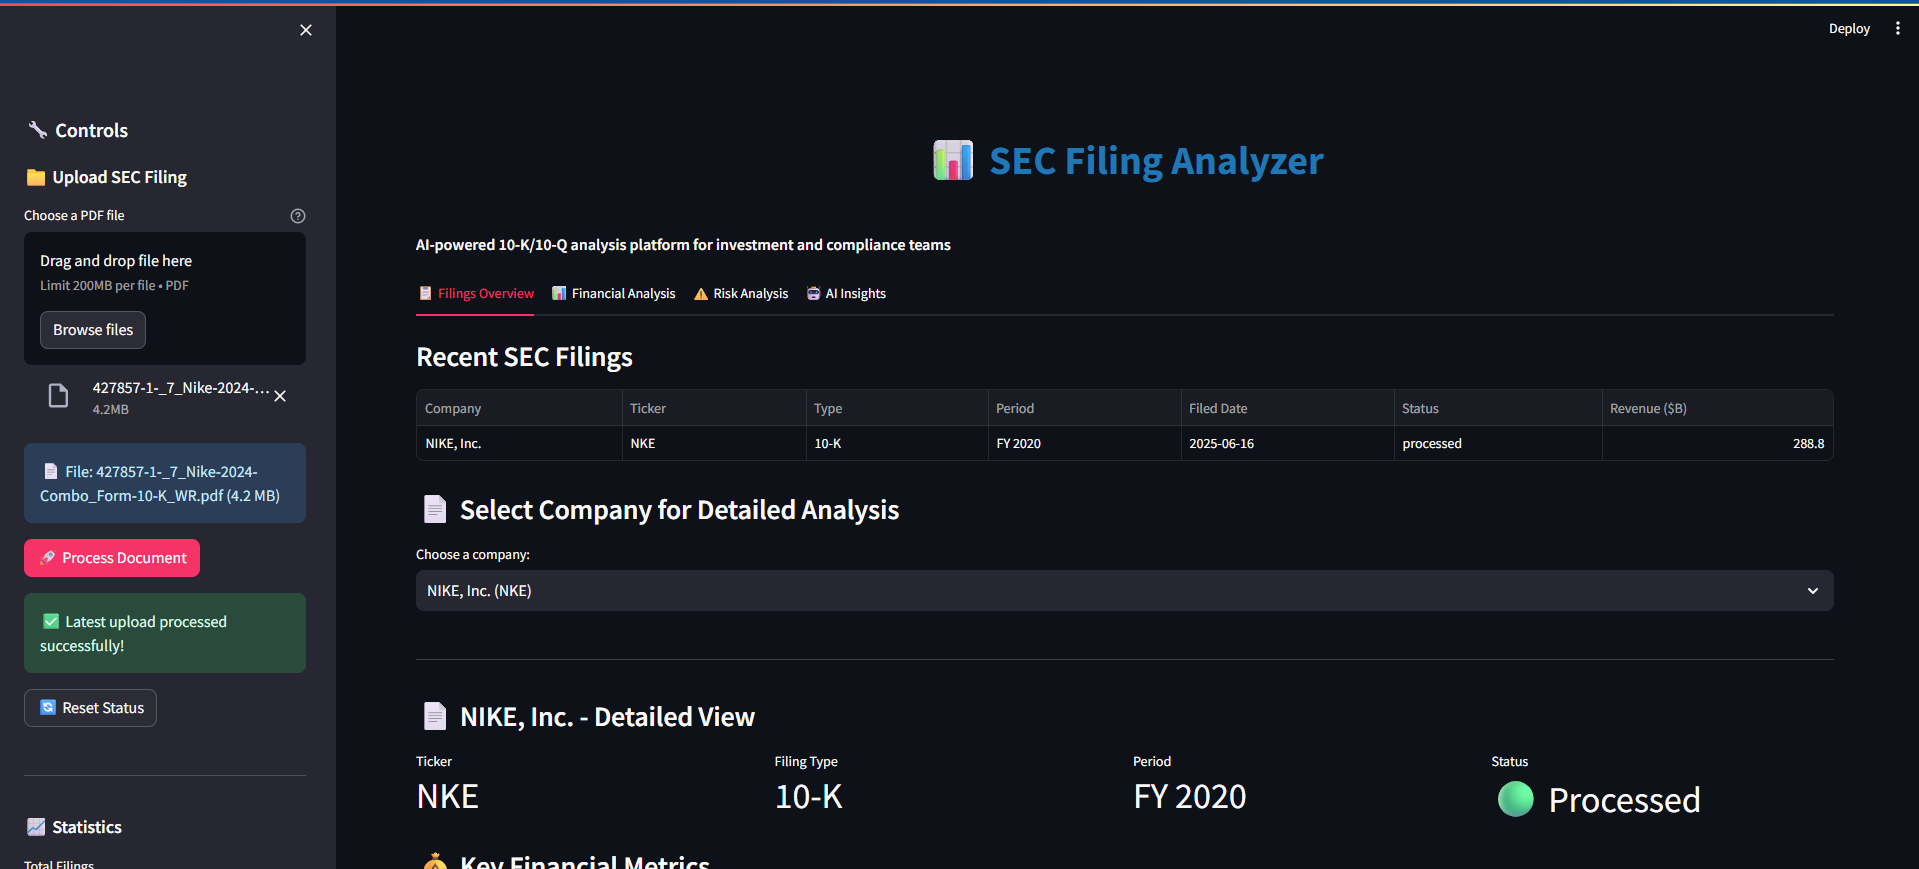 Deploy
Controls
Upload SEC Filing
Choose a PDF file
Drag and drop file here
Limit 200MB per file • PDF
Browse files
427857-1-_7_Nike-2024-...
4.2MB
File: 427857-1-_7_Nike-2024-
Combo_Form-10-K_WR.pdf (4.2 MB)
Process Document
Latest upload processed
successfully!
Reset Status
Statistics
Total Filings
SEC Filing Analyzer
AI-powered 10-K/10-Q analysis platform for investment and compliance teams
Filings Overview Financial Analysis Risk Analysis AI Insights
Recent SEC Filings
Company Ticker Type Period Filed Date Status Revenue ($B)
NIKE, Inc. NKE 10-K FY 2020 2025-06-16 processed 288.8
Select Company for Detailed Analysis
Choose a company:
NIKE, Inc. (NKE)
NIKE, Inc. - Detailed View
Ticker Filing Type Period Status
NKE 10-K FY 2020 Processed
Key Financial Metrics